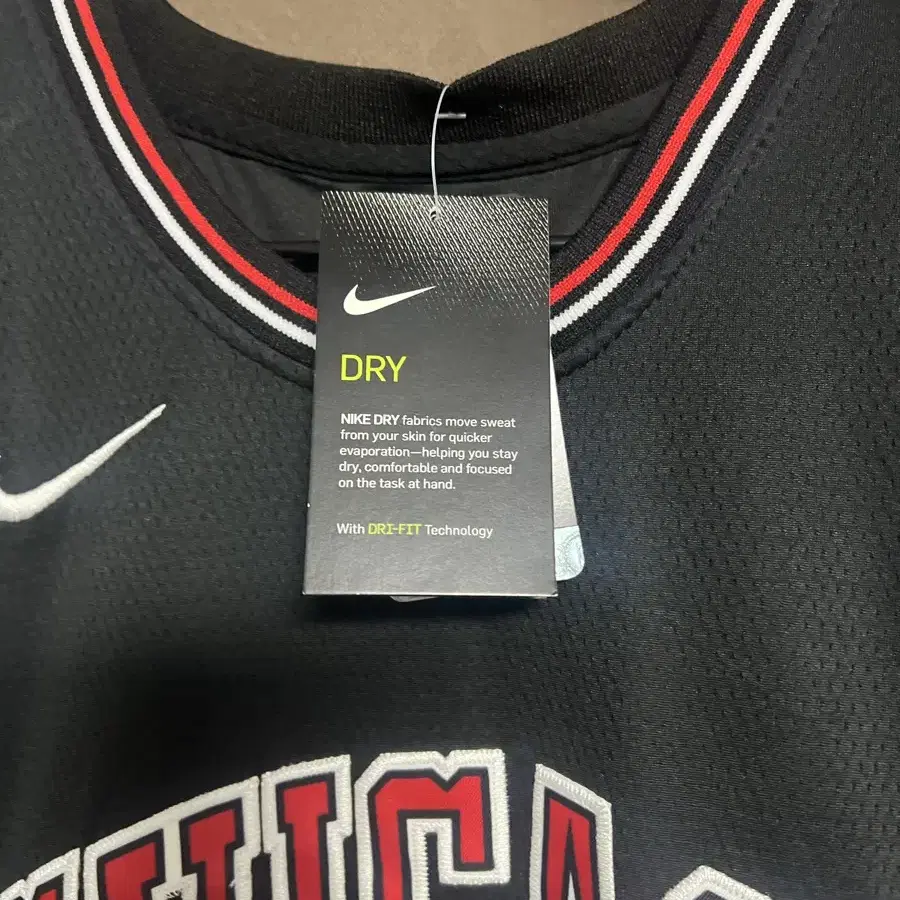 DRY
NIKE DRY fabrics move sweat
from your skin for quicker
evaporation—helping you stay
dry, comfortable and focused
on the task at hand.
With DRI-FIT Technology